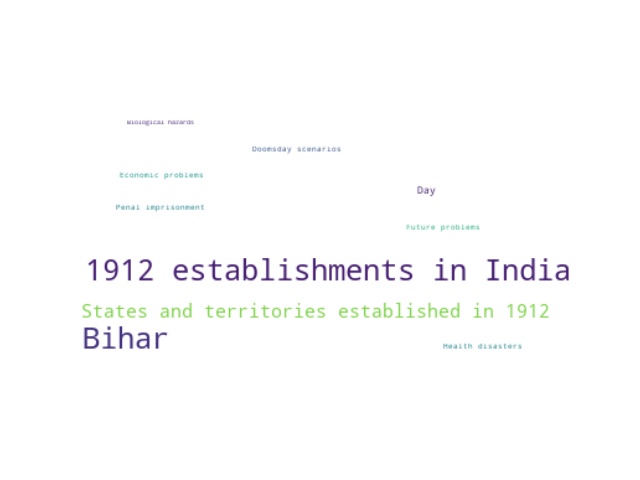 Biological hazards
Doomsday scenarios
Economic problems
Day
Penal imprisonment
Future problems
1912 establishments in India
States and territories established in 1912
Bihar
Health disasters